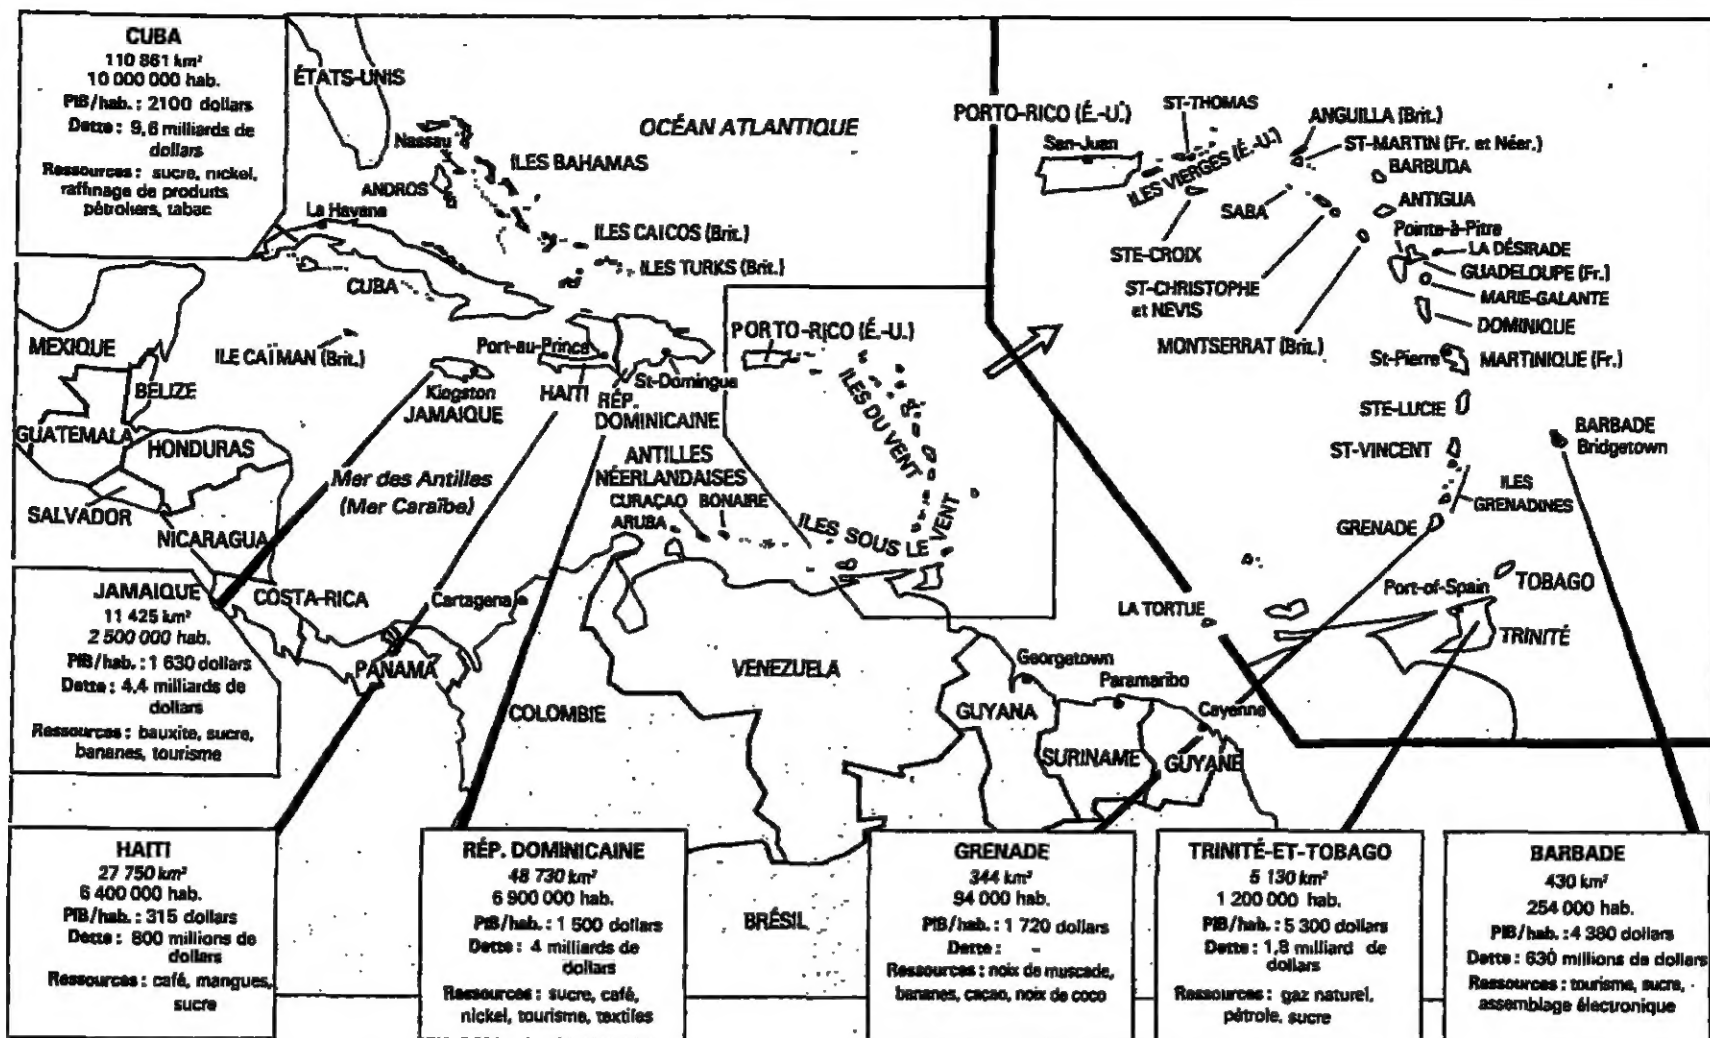 CUBA
110 861 km²
10 000 000 hab.
PIB/hab. : 2100 dollars
Dette : 9,6 milliards de
dollars
Ressources : sucre, nickel,
raffinage de produits
pétroliers, tabac
ÉTATS-UNIS
OCÉAN ATLANTIQUE
Nassau
ILES BAHAMAS
ANDROS
La Havane
ILES CAICOS (Brit.)
ILES TURKS (Brit.)
CUBA
MEXIQUE
ILE CAÏMAN (Brit.)
Port-au-Prince
PORTO-RICO (É.-U.)
BELIZE
Kingston
JAMAIQUE
HAITI
St-Domingue
RÉP.
DOMINICAINE
GUATEMALA
HONDURAS
Mer des Antilles
(Mer Caraïbe)
ANTILLES
NÉERLANDAISES
CURAÇAO
BONAIRE
ARUBA
ILES DU VENT
ILES SOUS LE VENT
SALVADOR
NICARAGUA
COSTA-RICA
Cartagena
PANAMA
COLOMBIE
VENEZUELA
Georgetown
Paramaribo
Cayenne
GUYANA
SURINAME
GUYANE
BRÉSIL
PORTO-RICO (É.-U.)
San-Juan
ST-THOMAS
ILES VIERGES (É.-U.)
ANGUILLA (Brit.)
ST-MARTIN (Fr. et Néer.)
BARBUDA
SABA
ANTIGUA
STE-CROIX
Pointe-à-Pitre
LA DÉSIRADE
GUADELOUPE (Fr.)
ST-CHRISTOPHE
et NEVIS
MARIE-GALANTE
DOMINIQUE
MONTSERRAT (Brit.)
St-Pierre
MARTINIQUE (Fr.)
STE-LUCIE
BARBADE
Bridgetown
ST-VINCENT
ILES
GRENADINES
GRENADE
TOBAGO
Port-of-Spain
LA TORTUE
TRINITÉ
JAMAIQUE
11 425 km²
2 500 000 hab.
PIB/hab. : 1 630 dollars
Dette : 4,4 milliards de
dollars
Ressources : bauxite, sucre,
bananes, tourisme
HAITI
27 750 km²
6 400 000 hab.
PIB/hab. : 315 dollars
Dette : 800 millions de
dollars
Ressources : café, mangues,
sucre
RÉP. DOMINICAINE
48 730 km²
6 900 000 hab.
PIB/hab. : 1 500 dollars
Dette : 4 milliards de
dollars
Ressources : sucre, café,
nickel, tourisme, textiles
GRENADE
344 km²
94 000 hab.
PIB/hab. : 1 720 dollars
Dette : -
Ressources : noix de muscade,
bananes, cacao, noix de coco
TRINITÉ-ET-TOBAGO
5 130 km²
1 200 000 hab.
PIB/hab. : 5 300 dollars
Dette : 1,8 milliard de
dollars
Ressources : gaz naturel,
pétrole, sucre
BARBADE
430 km²
254 000 hab.
PIB/hab. : 4 380 dollars
Dette : 630 millions de dollars
Ressources : tourisme, sucre,
assemblage électronique